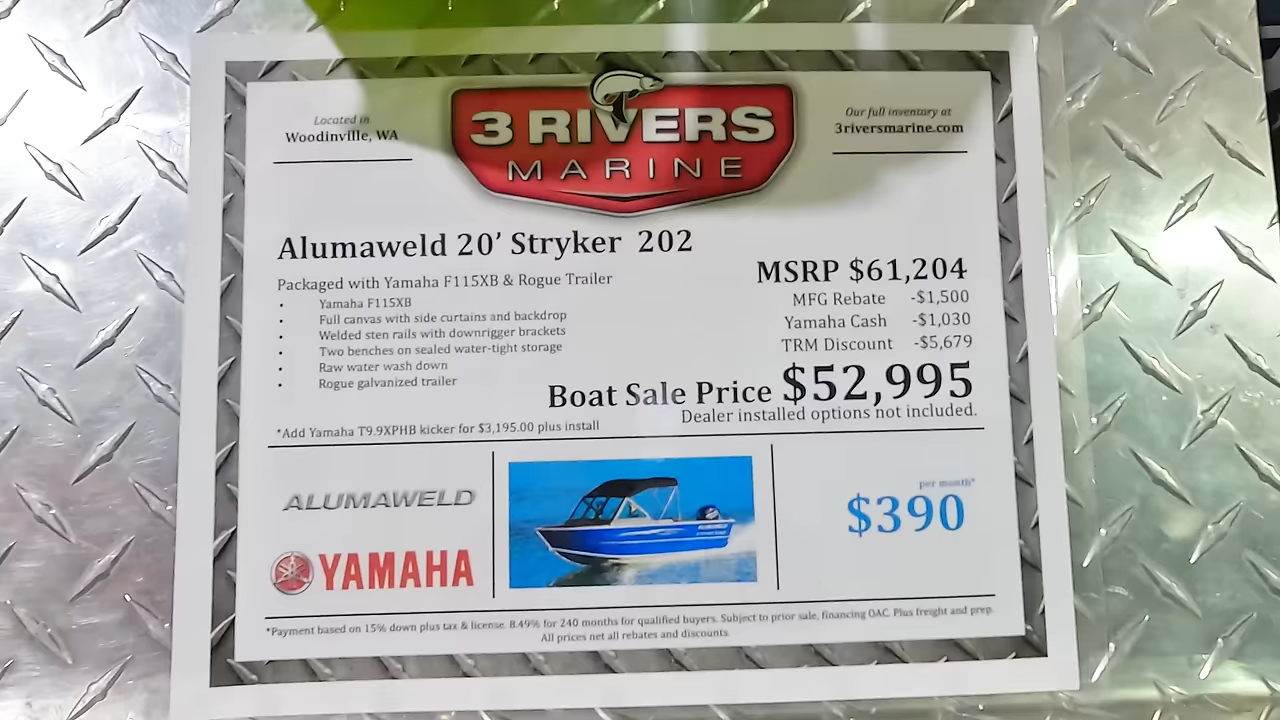 Located in
Woodinville, WA
3 RIVERS
MARINE
Our full inventory at
3riversmarine.com
Alumaweld 20' Stryker 202
Packaged with Yamaha F115XB & Rogue Trailer
• Yamaha F115XB
• Full canvas with side curtains and backdrop
• Welded sten rails with downrigger brackets
• Two benches on sealed water-tight storage
• Raw water wash down
• Rogue galvanized trailer
*Add Yamaha T9.9XPHB kicker for $3,195.00 plus install
MSRP $61,204
MFG Rebate -$1,500
Yamaha Cash -$1,030
TRM Discount -$5,679
Boat Sale Price $52,995
Dealer installed options not included.
ALUMAWELD
YAMAHA
per month*
$390
*Payment based on 15% down plus tax & license. 8.49% for 240 months for qualified buyers. Subject to prior sale, financing OAC. Plus freight and prep.
All prices net all rebates and discounts.